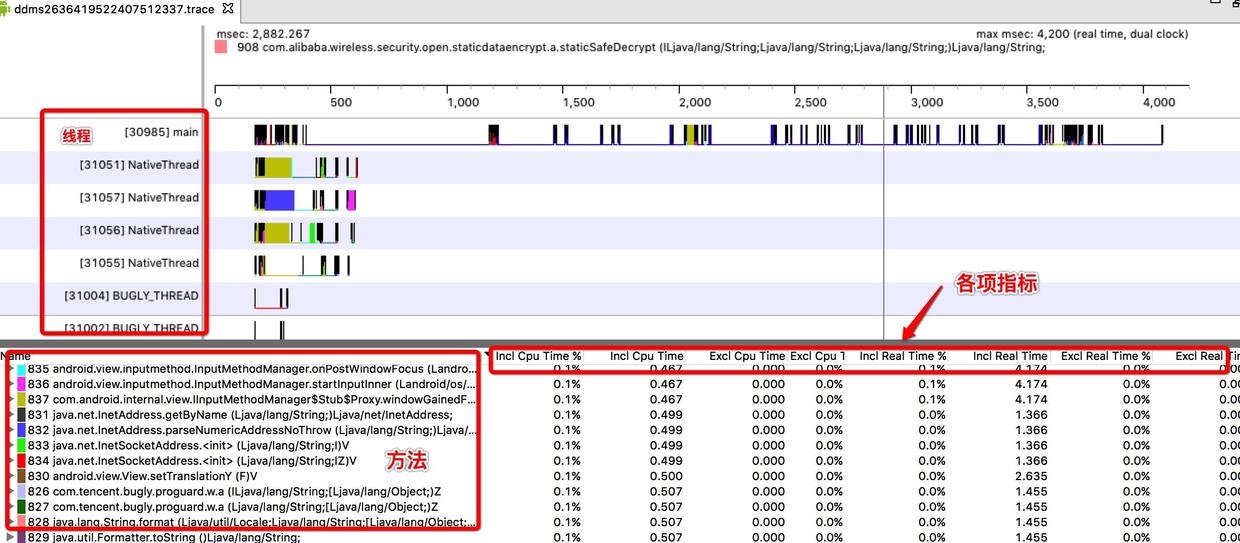 ddms2636419522407512337.trace
msec: 2,882.267 max msec: 4,200 (real time, dual clock)
908 com.alibaba.wireless.security.open.staticdataencrypt.a.staticSafeDecrypt (ILjava/lang/String;Ljava/lang/String;Ljava/lang/String;)Ljava/lang/String;
0 500 1,000 1,500 2,000 2,500 3,000 3,500 4,000
线程
[30985] main
[31051] NativeThread
[31057] NativeThread
[31056] NativeThread
[31055] NativeThread
[31004] BUGLY_THREAD
[31002] BUGLY_THREAD
各项指标
Name Incl Cpu Time % Incl Cpu Time Excl Cpu Time Excl Cpu T Incl Real Time % Incl Real Time Excl Real Time % Excl Real Ti
835 android.view.inputmethod.InputMethodManager.onPostWindowFocus (Landro... 0.1% 0.467 0.000 0.0% 0.1% 4.174 0.0% 0.00
836 android.view.inputmethod.InputMethodManager.startInputInner (Landroid/os/... 0.1% 0.467 0.000 0.0% 0.1% 4.174 0.0% 0.00
837 com.android.internal.view.IInputMethodManager$Stub$Proxy.windowGainedF... 0.1% 0.467 0.000 0.0% 0.1% 4.174 0.0% 0.00
831 java.net.InetAddress.getByName (Ljava/lang/String;)Ljava/net/InetAddress; 0.1% 0.499 0.000 0.0% 0.0% 1.366 0.0% 0.00
832 java.net.InetAddress.parseNumericAddressNoThrow (Ljava/lang/String;)Ljava/... 0.1% 0.499 0.000 0.0% 0.0% 1.366 0.0% 0.00
833 java.net.InetSocketAddress.<init> (Ljava/lang/String;I)V 0.1% 0.499 0.000 0.0% 0.0% 1.366 0.0% 0.00
834 java.net.InetSocketAddress.<init> (Ljava/lang/String;IZ)V 0.1% 0.499 0.000 0.0% 0.0% 1.366 0.0% 0.00
方法
830 android.view.View.setTranslationY (F)V 0.1% 0.500 0.000 0.0% 0.0% 2.635 0.0% 0.00
826 com.tencent.bugly.proguard.w.a (ILjava/lang/String;[Ljava/lang/Object;)Z 0.1% 0.507 0.000 0.0% 0.0% 1.455 0.0% 0.00
827 com.tencent.bugly.proguard.w.a (Ljava/lang/String;[Ljava/lang/Object;)Z 0.1% 0.507 0.000 0.0% 0.0% 1.455 0.0% 0.00
828 java.lang.String.format (Ljava/util/Locale;Ljava/lang/String;[Ljava/lang/Object;... 0.1% 0.507 0.000 0.0% 0.0% 1.455 0.0% 0.00
829 java.util.Formatter.toString ()Ljava/lang/String; 0.1% 0.507 0.000 0.0% 0.0% 1.455 0.0% 0.00